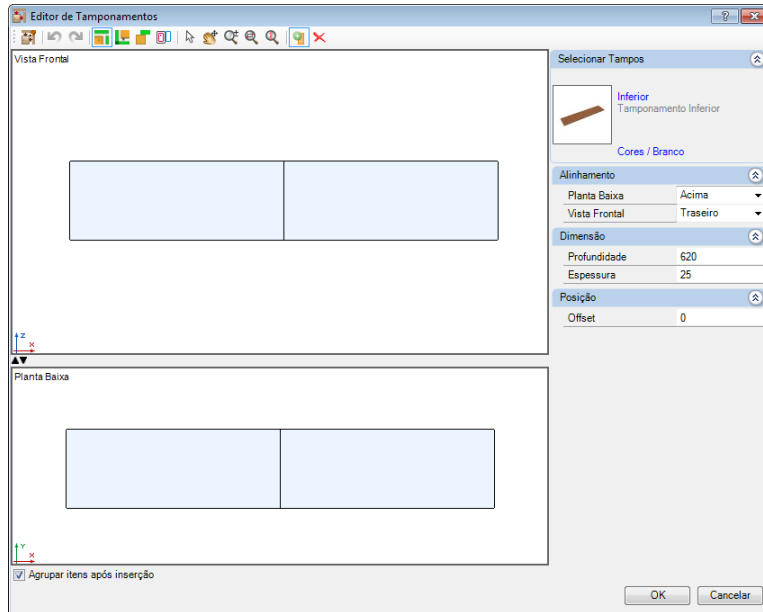 Editor de Tamponamentos
Vista Frontal
Z
X
Planta Baixa
Y
X
Agrupar itens após inserção
Selecionar Tampos
Inferior
Tamponamento Inferior
Cores / Branco
Alinhamento
Planta Baixa Acima
Vista Frontal Traseiro
Dimensão
Profundidade 620
Espessura 25
Posição
Offset 0
OK Cancelar